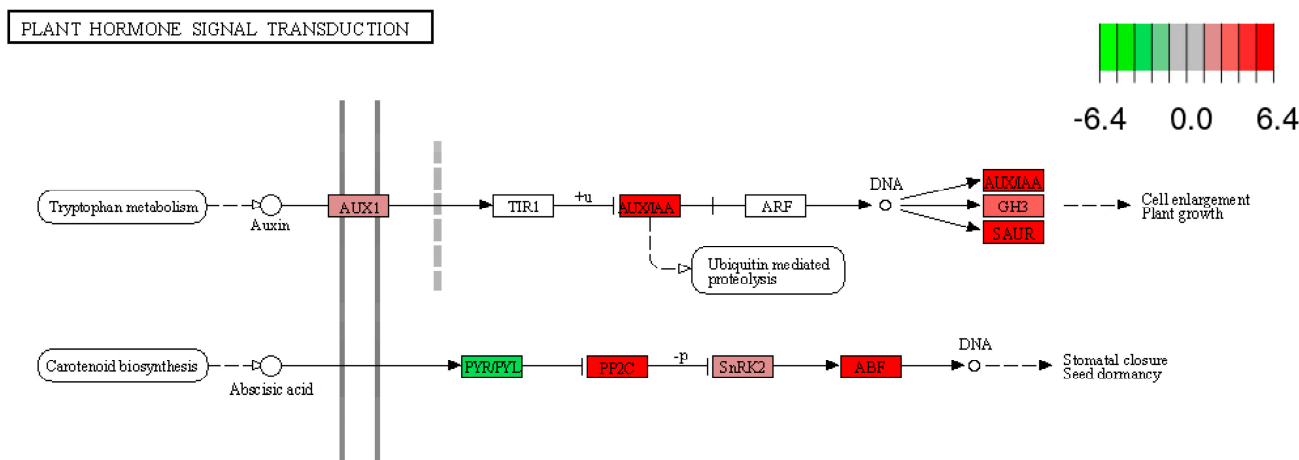 PLANT HORMONE SIGNAL TRANSDUCTION
-6.4 0.0 6.4
Tryptophan metabolism
Auxin
AUX1
TIR1
+u
AUX/IAA
ARF
DNA
AUX/IAA
GH3
SAUR
Cell enlargement
Plant growth
Ubiquitin mediated
proteolysis
Carotenoid biosynthesis
Abscisic acid
PYR/PYL
PP2C
-p
SnRK2
ABF
DNA
Stomatal closure
Seed dormancy